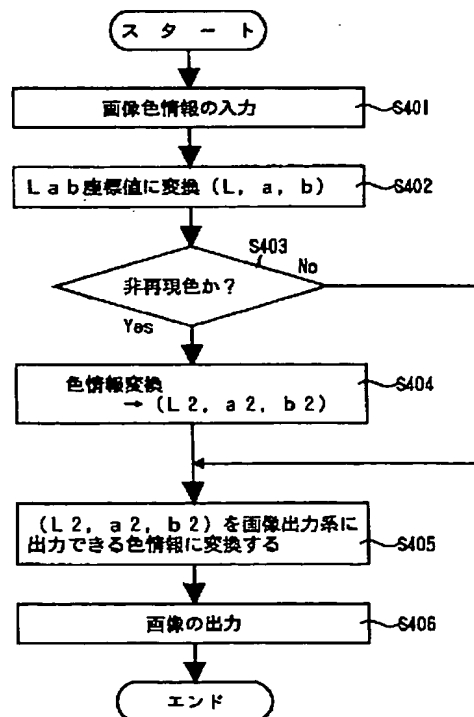 スタート
画像色情報の入力
S401
Lab座標値に変換(L, a, b)
S402
S403
非再現色か?
No
Yes
色情報変換
→ (L2, a2, b2)
S404
(L2, a2, b2)を画像出力系に
出力できる色情報に変換する
S405
画像の出力
S406
エンド